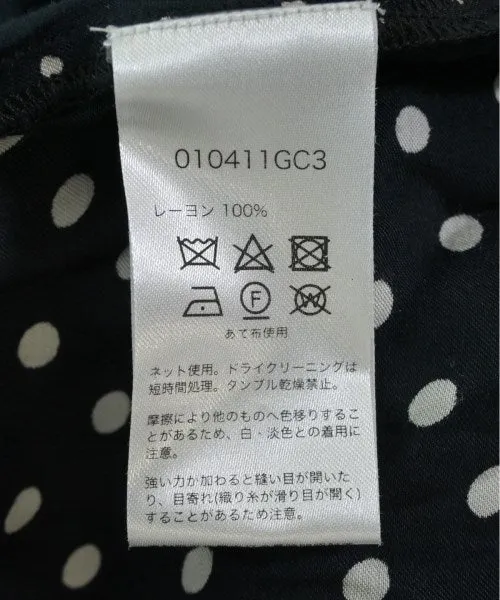 010411GC3
レーヨン 100%
F
W
あて布使用
ネット使用。ドライクリーニングは
短時間処理。タンブル乾燥禁止。
摩擦により他のものへ色移りするこ
とがあるため、白・淡色との着用に
注意。
強い力が加わると縫い目が開いた
り、目寄れ(織り糸が滑り目が開く)
することがあるため注意。